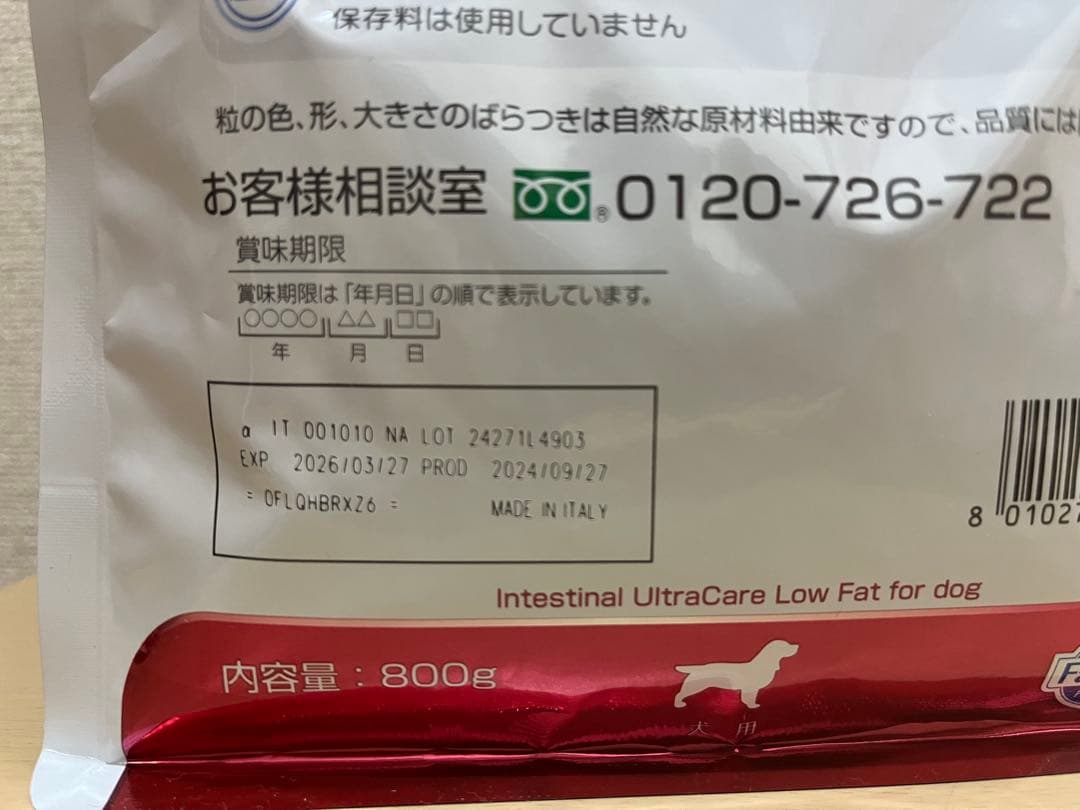 保存料は使用していません
粒の色、形、大きさのばらつきは自然な原材料由来ですので、品質には
お客様相談室 ® 0120-726-722
賞味期限
賞味期限は「年月日」の順で表示しています。
○○○○ △△ □□
年 月 日
α IT 001010 NA LOT 24271L4903
EXP 2026/03/27 PROD 2024/09/27
= 0FLQHBRXZ6 = MADE IN ITALY
8 01027
Intestinal UltraCare Low Fat for dog
内容量：800g
犬用